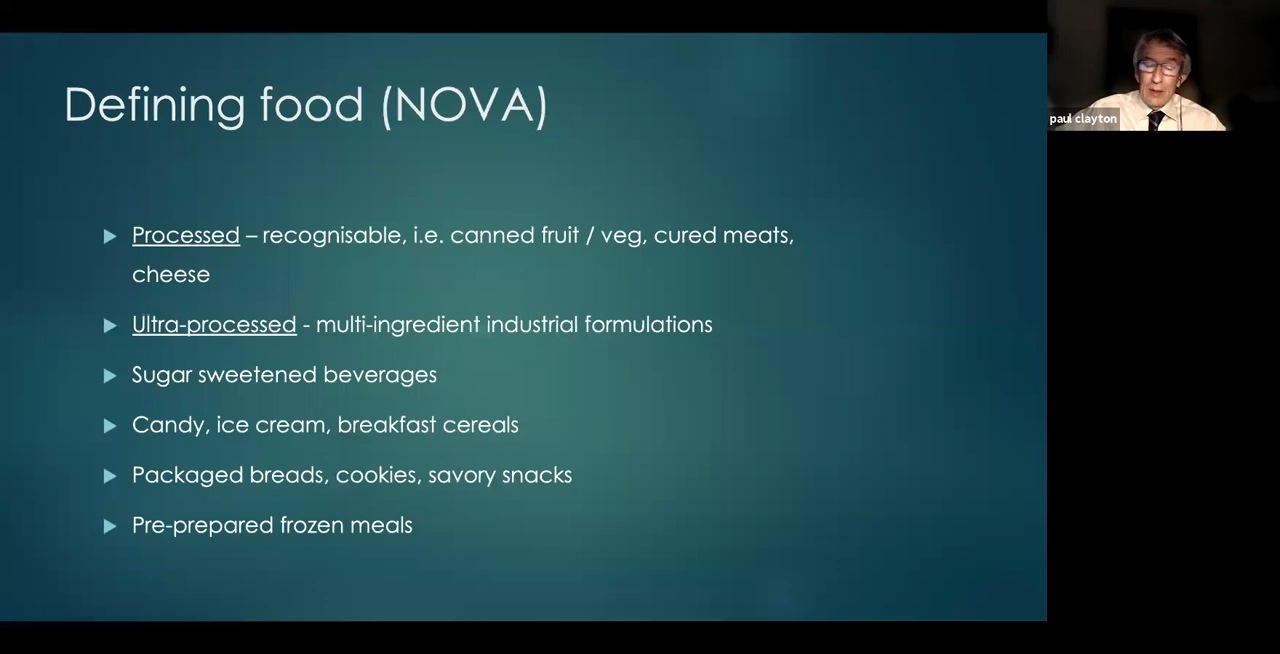 Defining food (NOVA)
paul clayton
Processed – recognisable, i.e. canned fruit / veg, cured meats,
cheese
Ultra-processed - multi-ingredient industrial formulations
Sugar sweetened beverages
Candy, ice cream, breakfast cereals
Packaged breads, cookies, savory snacks
Pre-prepared frozen meals